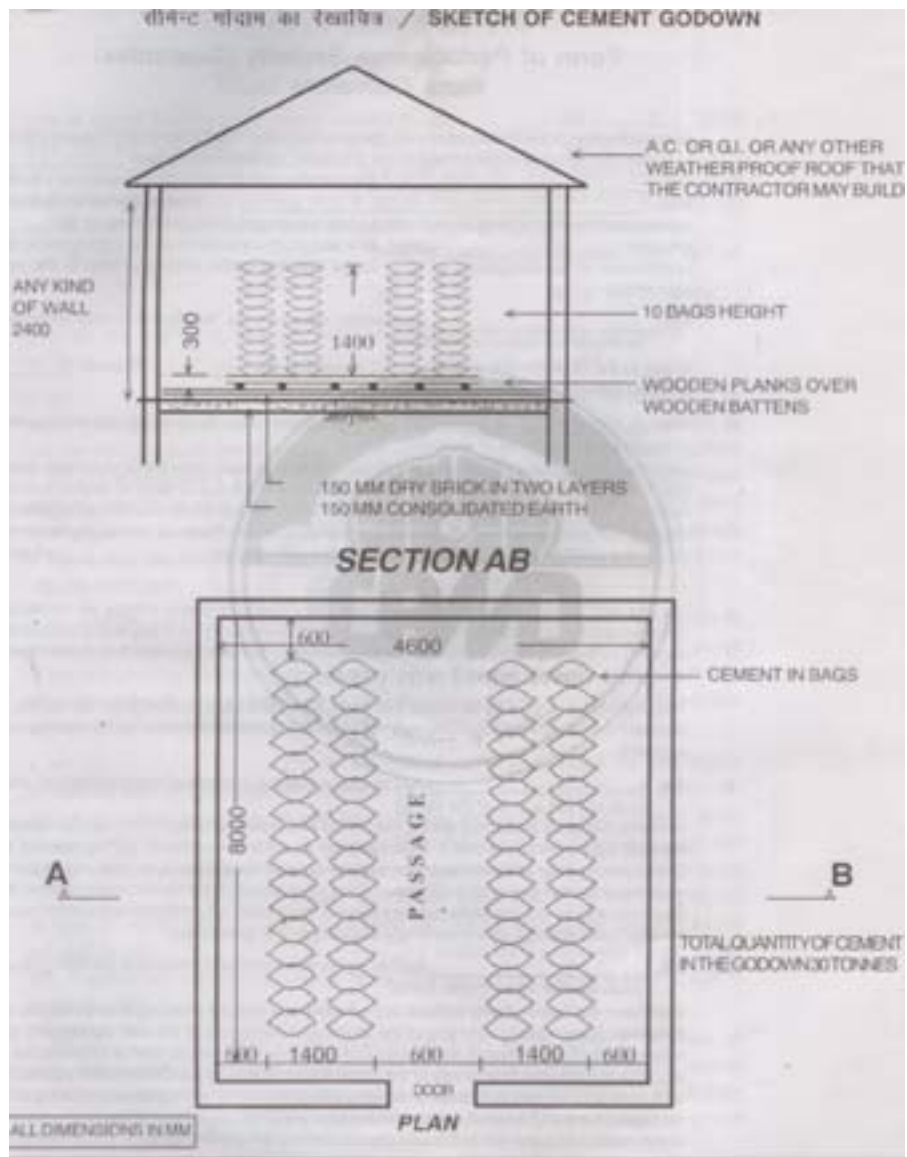 सीमेन्ट गोदाम का रेखाचित्र / SKETCH OF CEMENT GODOWN
A.C. OR G.I. OR ANY OTHER
WEATHER PROOF ROOF THAT
THE CONTRACTOR MAY BUILD
ANY KIND
OF WALL
2400
300
1400
10 BAGS HEIGHT
WOODEN PLANKS OVER
WOODEN BATTENS
150 MM DRY BRICK IN TWO LAYERS
150 MM CONSOLIDATED EARTH
SECTION AB
600
4600
CEMENT IN BAGS
8000
PASSAGE
A
B
TOTAL QUANTITY OF CEMENT
IN THE GODOWN 30 TONNES
600 1400 600 1400 600
DOOR
PLAN
ALL DIMENSIONS IN MM